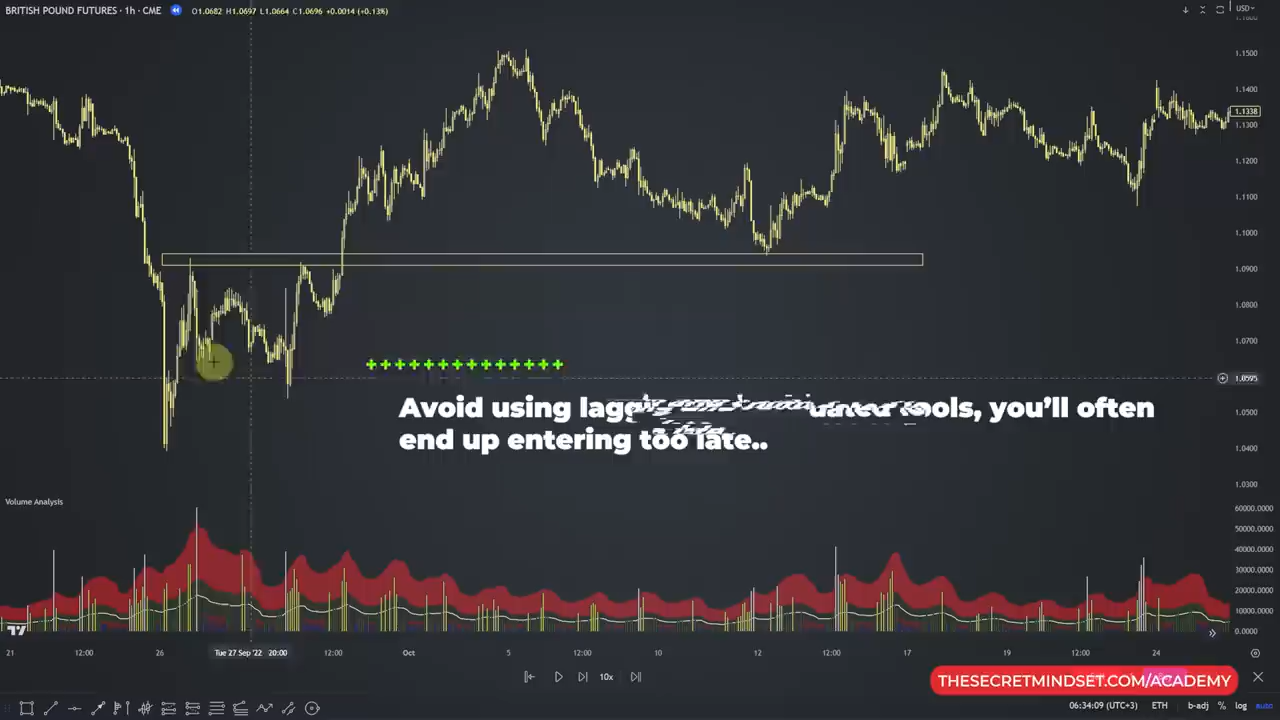 BRITISH POUND FUTURES · 1h · CME O1.0682 H1.0697 L1.0664 C1.0696 +0.0014 (+0.13%)
USD
1.1500
1.1400
1.1338
1.1300
1.1200
1.1100
1.1000
1.0900
1.0800
1.0700
1.0595
1.0500
1.0400
1.0300
Avoid using tools, you'll often
end up entering too late..
Volume Analysis
60000.0000
50000.0000
40000.0000
30000.0000
20000.0000
10000.0000
0.0000
21 12:00 26 Tue 27 Sep '22 20:00 12:00 Oct 5 12:00 10 12 12:00 17 19 12:00 24
10x
THESECRETMINDSET.COM/ACADEMY
06:34:09 (UTC+3) ETH b-adj % log auto